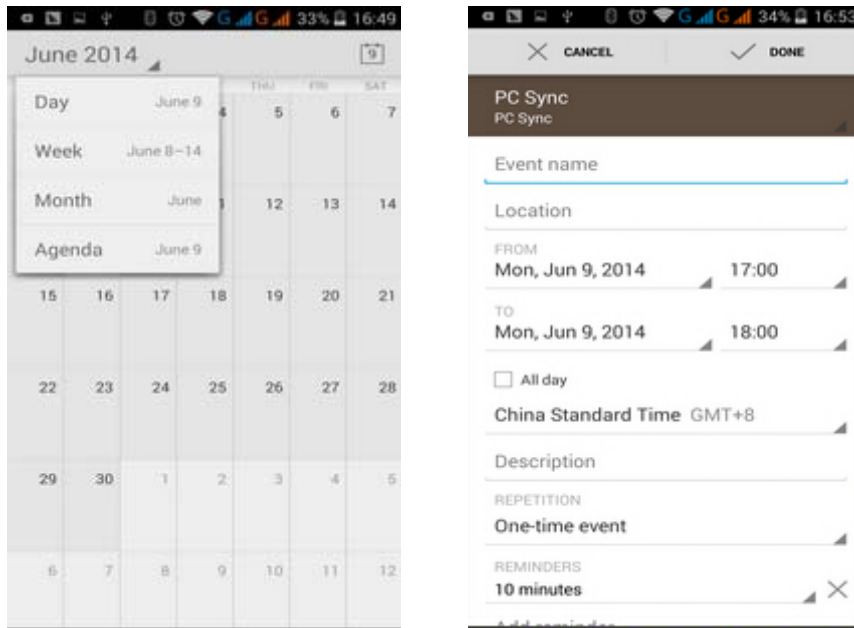 G G 33% 16:49
June 2014 9
THU FRI SAT
Day June 9
4 5 6 7
Week June 8–14
Month June
12 13 14
Agenda June 9
15 16 17 18 19 20 21
22 23 24 25 26 27 28
29 30 1 2 3 4 5
6 7 8 9 10 11 12
G G 34% 16:53
CANCEL DONE
PC Sync
PC Sync
Event name
Location
FROM
Mon, Jun 9, 2014 17:00
TO
Mon, Jun 9, 2014 18:00
All day
China Standard Time GMT+8
Description
REPETITION
One-time event
REMINDERS
10 minutes
Add reminder